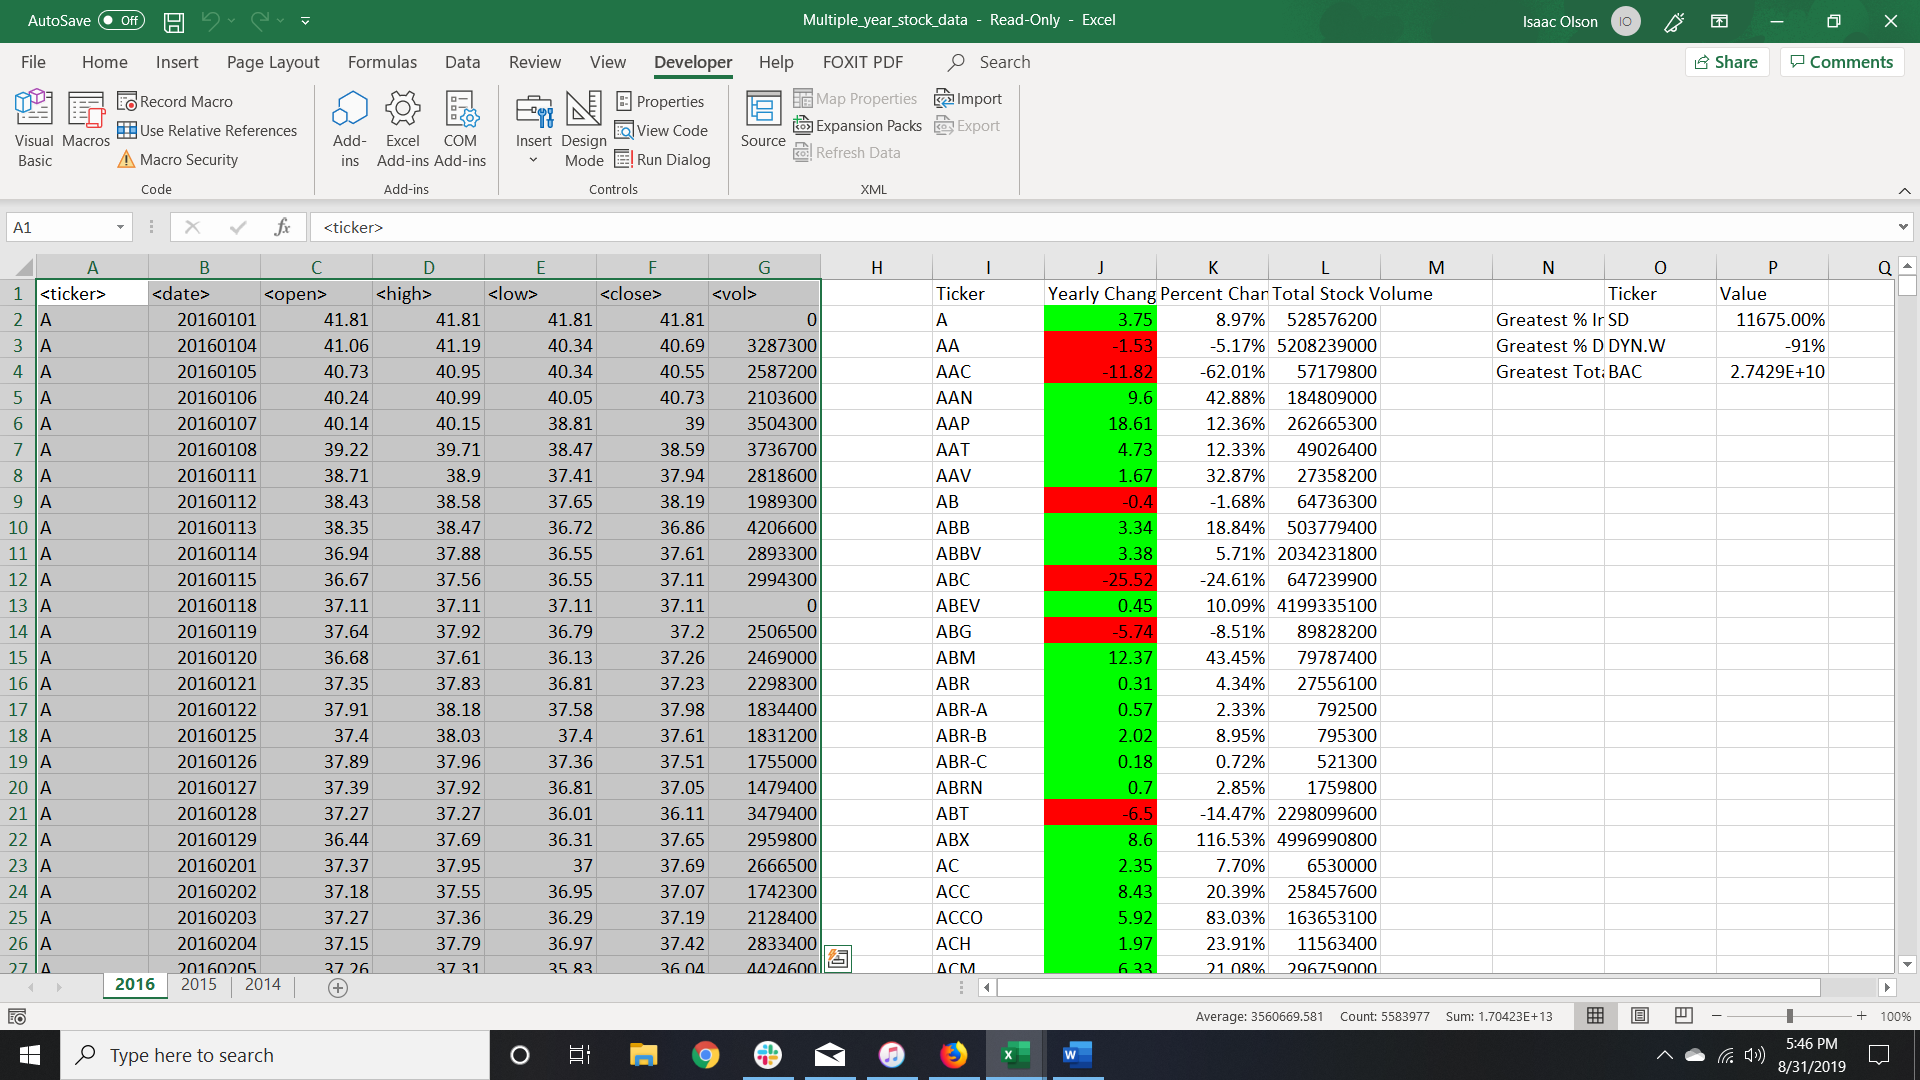 AutoSave Off Multiple_year_stock_data - Read-Only - Excel Isaac Olson IO
File Home Insert Page Layout Formulas Data Review View Developer Help FOXIT PDF Search Share Comments
Visual Basic
Macros
Record Macro
Use Relative References
Macro Security
Code
Add-ins
Excel Add-ins
COM Add-ins
Add-ins
Insert
Design Mode
Properties
View Code
Run Dialog
Controls
Source
Map Properties
Expansion Packs
Refresh Data
Import
Export
XML
A1 fx <ticker>
A B C D E F G H I J K L M N O P Q
1 <ticker> <date> <open> <high> <low> <close> <vol> Ticker Yearly Chang Percent Chan Total Stock Volume Ticker Value
2 A 20160101 41.81 41.81 41.81 41.81 0 A 3.75 8.97% 528576200 Greatest % In SD 11675.00%
3 A 20160104 41.06 41.19 40.34 40.69 3287300 AA -1.53 -5.17% 5208239000 Greatest % D DYN.W -91%
4 A 20160105 40.73 40.95 40.34 40.55 2587200 AAC -11.82 -62.01% 57179800 Greatest Tota BAC 2.7429E+10
5 A 20160106 40.24 40.99 40.05 40.73 2103600 AAN 9.6 42.88% 184809000
6 A 20160107 40.14 40.15 38.81 39 3504300 AAP 18.61 12.36% 262665300
7 A 20160108 39.22 39.71 38.47 38.59 3736700 AAT 4.73 12.33% 49026400
8 A 20160111 38.71 38.9 37.41 37.94 2818600 AAV 1.67 32.87% 27358200
9 A 20160112 38.43 38.58 37.65 38.19 1989300 AB -0.4 -1.68% 64736300
10 A 20160113 38.35 38.47 36.72 36.86 4206600 ABB 3.34 18.84% 503779400
11 A 20160114 36.94 37.88 36.55 37.61 2893300 ABBV 3.38 5.71% 2034231800
12 A 20160115 36.67 37.56 36.55 37.11 2994300 ABC -25.52 -24.61% 647239900
13 A 20160118 37.11 37.11 37.11 37.11 0 ABEV 0.45 10.09% 4199335100
14 A 20160119 37.64 37.92 36.79 37.2 2506500 ABG -5.74 -8.51% 89828200
15 A 20160120 36.68 37.61 36.13 37.26 2469000 ABM 12.37 43.45% 79787400
16 A 20160121 37.35 37.83 36.81 37.23 2298300 ABR 0.31 4.34% 27556100
17 A 20160122 37.91 38.18 37.58 37.98 1834400 ABR-A 0.57 2.33% 792500
18 A 20160125 37.4 38.03 37.4 37.61 1831200 ABR-B 2.02 8.95% 795300
19 A 20160126 37.89 37.96 37.36 37.51 1755000 ABR-C 0.18 0.72% 521300
20 A 20160127 37.39 37.92 36.81 37.05 1479400 ABRN 0.7 2.85% 1759800
21 A 20160128 37.27 37.27 36.01 36.11 3479400 ABT -6.5 -14.47% 2298099600
22 A 20160129 36.44 37.69 36.31 37.65 2959800 ABX 8.6 116.53% 4996990800
23 A 20160201 37.37 37.95 37 37.69 2666500 AC 2.35 7.70% 6530000
24 A 20160202 37.18 37.55 36.95 37.07 1742300 ACC 8.43 20.39% 258457600
25 A 20160203 37.27 37.36 36.29 37.19 2128400 ACCO 5.92 83.03% 163653100
26 A 20160204 37.15 37.79 36.97 37.42 2833400 ACH 1.97 23.91% 11563400
27 A 20160205 37.26 37.31 35.83 36.04 4424600 ACM 6.33 21.08% 296759000
2016 2015 2014
Average: 3560669.581 Count: 5583977 Sum: 1.70423E+13 100%
Type here to search
5:46 PM
8/31/2019